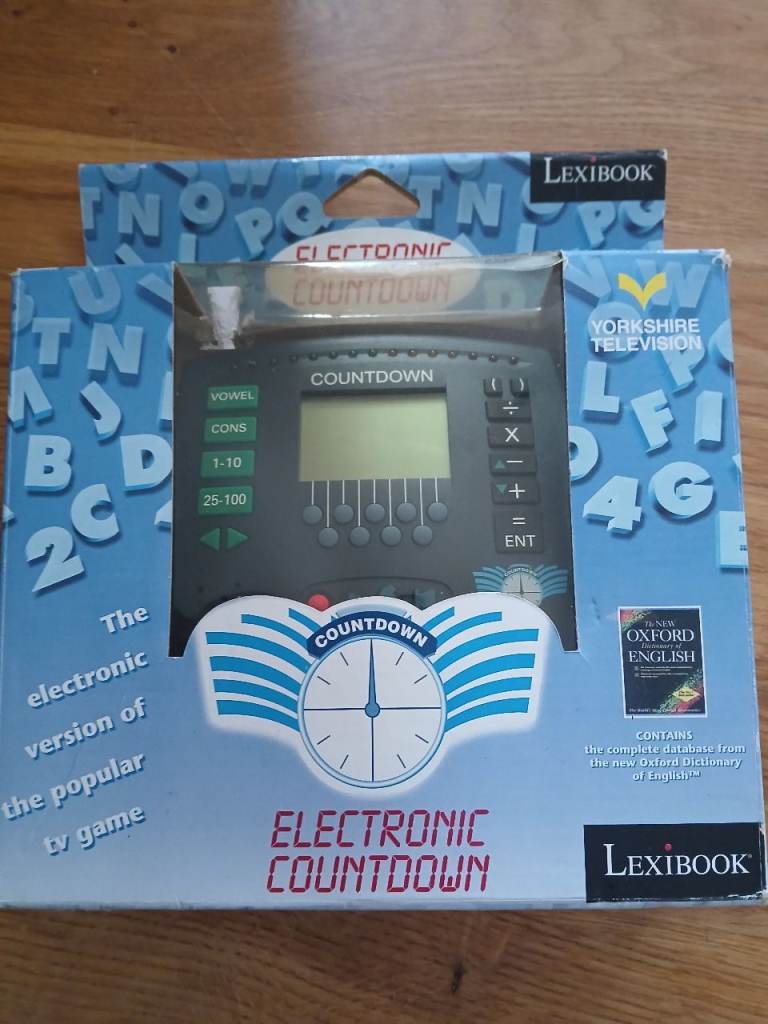 LEXIBOOK
ELECTRONIC
COUNTDOWN
YORKSHIRE
TELEVISION
COUNTDOWN
VOWEL
CONS
1-10
25-100
( )
÷
X
−
+
=
ENT
COUNTDOWN
COUNTDOWN
The
electronic
version of
the popular
tv game
The NEW
OXFORD
Dictionary of
ENGLISH
CONTAINS
the complete database from
the new Oxford Dictionary
of English™
ELECTRONIC
COUNTDOWN
LEXIBOOK®